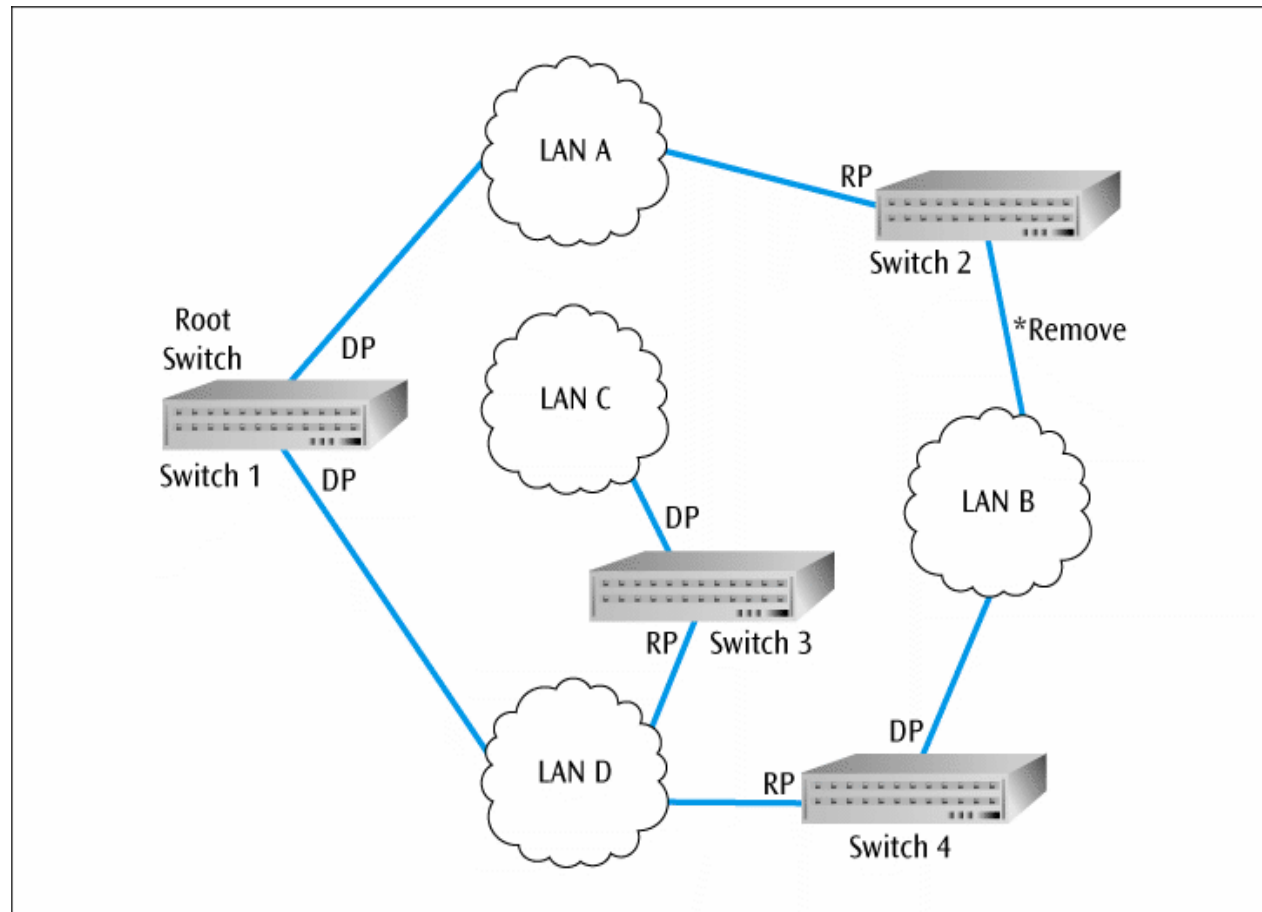 LAN A
RP
Switch 2
Root
Switch
DP
*Remove
LAN C
Switch 1
DP
LAN B
DP
RP
Switch 3
DP
LAN D
RP
Switch 4